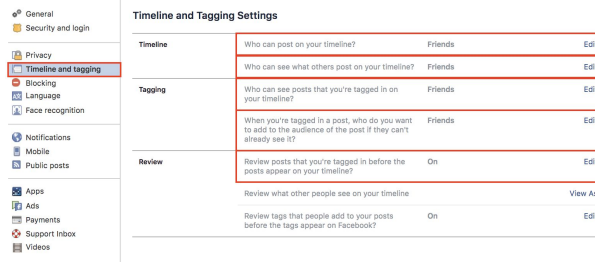 General
Security and login
Privacy
Timeline and tagging
Blocking
Language
Face recognition
Notifications
Mobile
Public posts
Apps
Ads
Payments
Support Inbox
Videos
Timeline and Tagging Settings
Timeline
Who can post on your timeline?
Friends
Edi
Who can see what others post on your timeline?
Friends
Edi
Tagging
Who can see posts that you're tagged in on
your timeline?
Friends
Edi
When you're tagged in a post, who do you want
to add to the audience of the post if they can't
already see it?
Friends
Edi
Review
Review posts that you're tagged in before the
posts appear on your timeline?
On
Edi
Review what other people see on your timeline
View As
Review tags that people add to your posts
before the tags appear on Facebook?
On
Edi